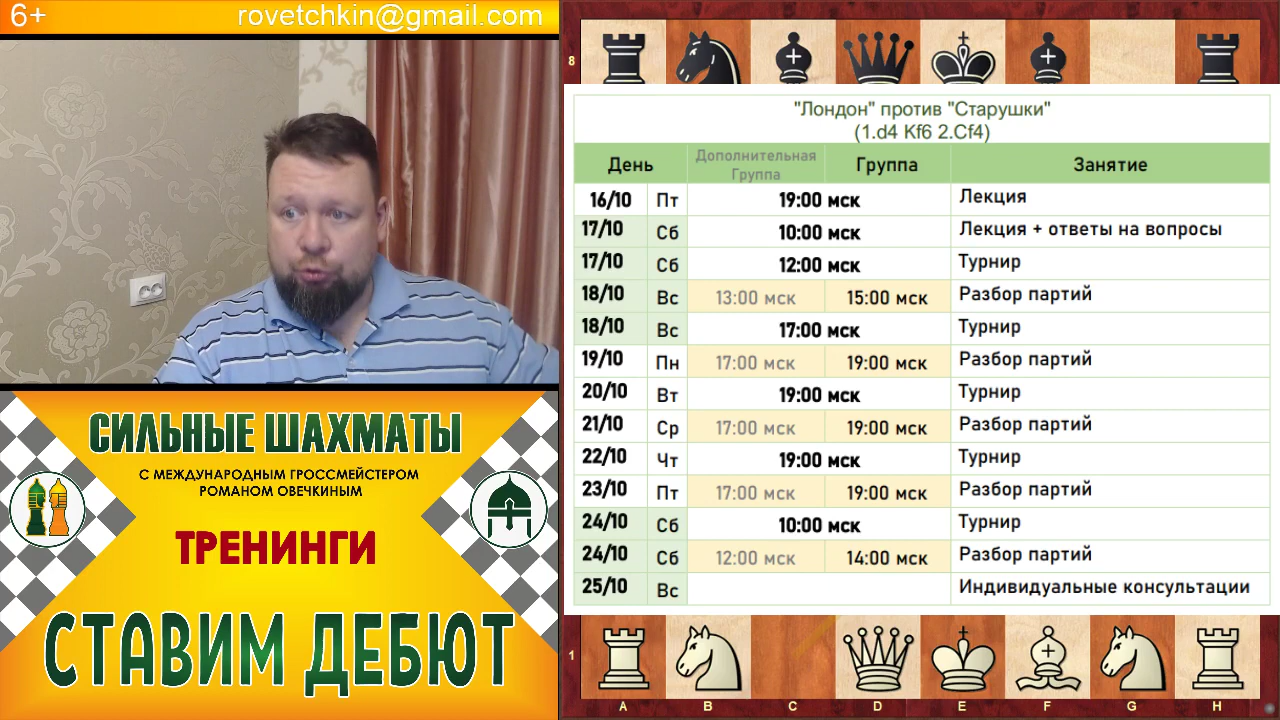 6+
rovetchkin@gmail.com
СИЛЬНЫЕ ШАХМАТЫ
С МЕЖДУНАРОДНЫМ ГРОССМЕЙСТЕРОМ
РОМАНОМ ОВЕЧКИНЫМ
ТРЕНИНГИ
СТАВИМ ДЕБЮТ
8
"Лондон" против "Старушки"
(1.d4 Kf6 2.Cf4)
День Дополнительная Группа Группа Занятие
16/10 Пт 19:00 мск Лекция
17/10 Сб 10:00 мск Лекция + ответы на вопросы
17/10 Сб 12:00 мск Турнир
18/10 Вс 13:00 мск 15:00 мск Разбор партий
18/10 Вс 17:00 мск Турнир
19/10 Пн 17:00 мск 19:00 мск Разбор партий
20/10 Вт 19:00 мск Турнир
21/10 Ср 17:00 мск 19:00 мск Разбор партий
22/10 Чт 19:00 мск Турнир
23/10 Пт 17:00 мск 19:00 мск Разбор партий
24/10 Сб 10:00 мск Турнир
24/10 Сб 12:00 мск 14:00 мск Разбор партий
25/10 Вс Индивидуальные консультации
1
A B C D E F G H